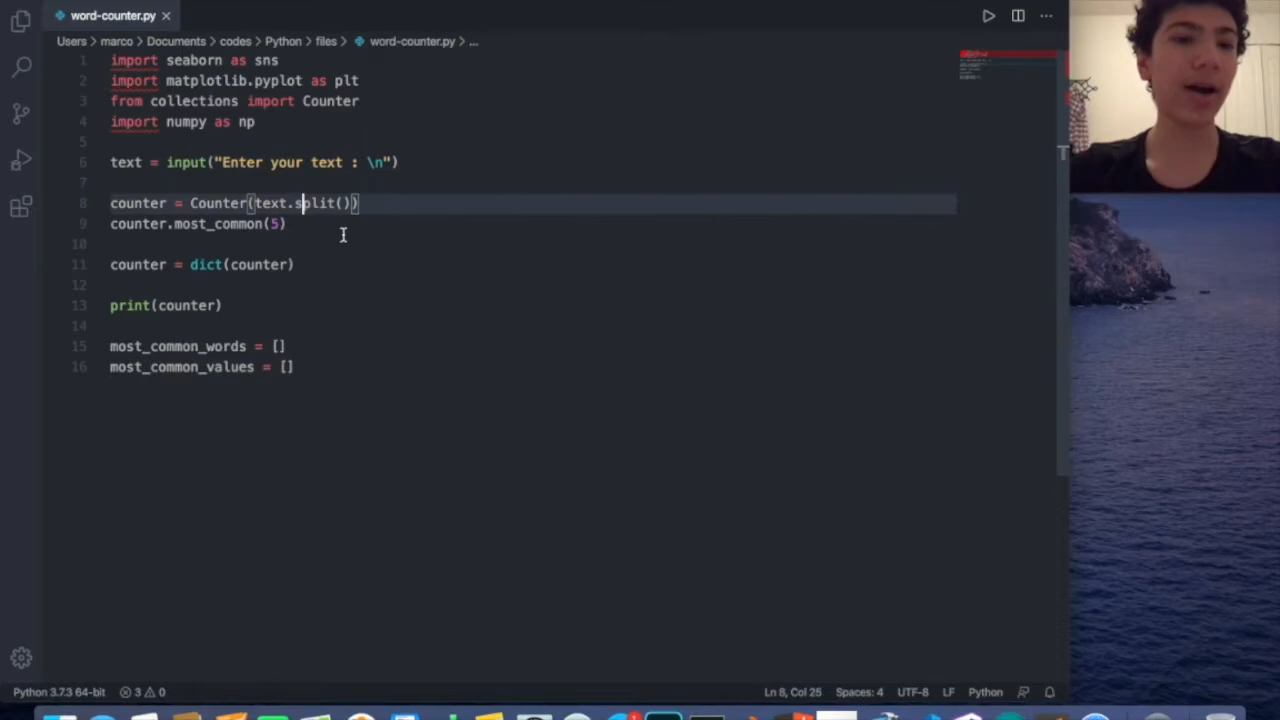 word-counter.py
Users > marco > Documents > codes > Python > files > word-counter.py > ...
1 import seaborn as sns
2 import matplotlib.pyplot as plt
3 from collections import Counter
4 import numpy as np
5
6 text = input("Enter your text : \n")
7
8 counter = Counter(text.split())
9 counter.most_common(5)
10
11 counter = dict(counter)
12
13 print(counter)
14
15 most_common_words = []
16 most_common_values = []
Python 3.7.3 64-bit 3 0 Ln 8, Col 25 Spaces: 4 UTF-8 LF Python